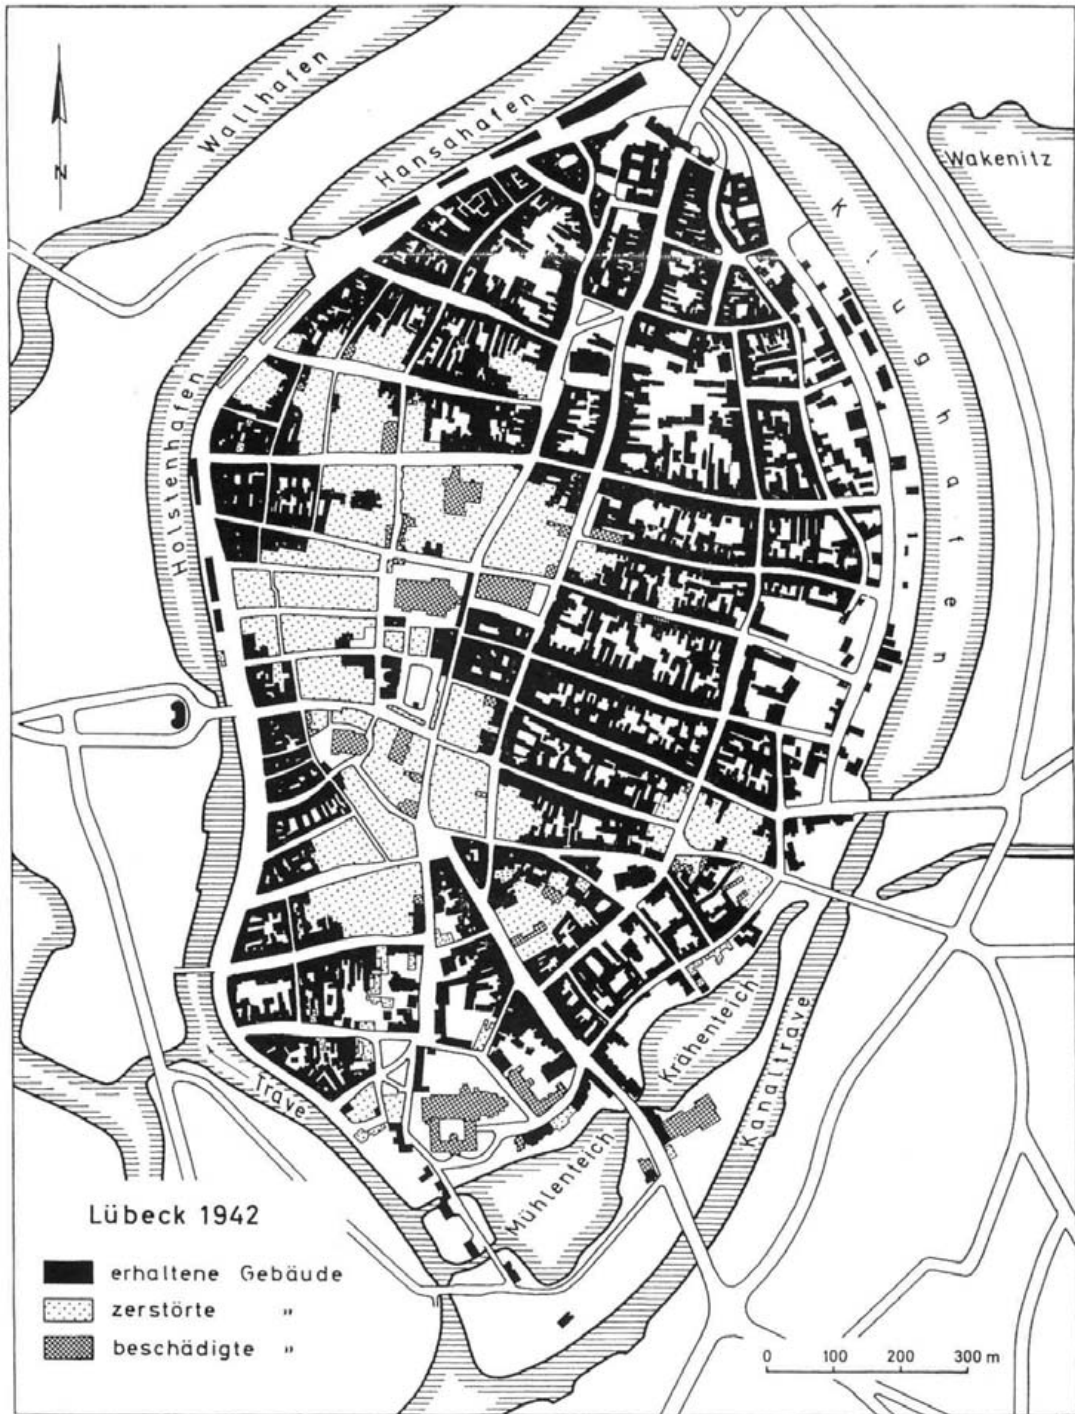 Wallhafen
Hansahafen
N
Wakenitz
Klughafen
Holstenhafen
Krähenteich
Kanaltrave
Trave
Mühlenteich
Lübeck 1942
erhaltene Gebäude
zerstörte "
beschädigte "
0 100 200 300 m